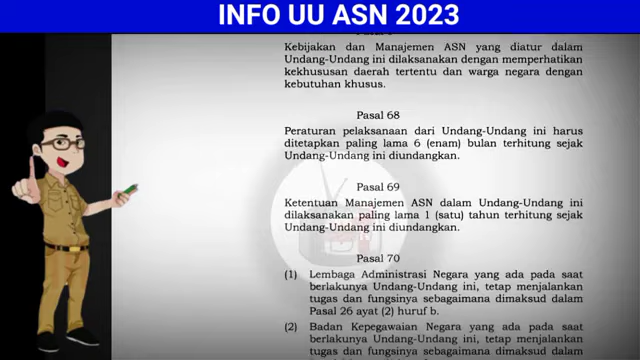 INFO UU ASN 2023
Kebijakan dan Manajemen ASN yang diatur dalam
Undang-Undang ini dilaksanakan dengan memperhatikan
kekhususan daerah tertentu dan warga negara dengan
kebutuhan khusus.
Pasal 68
Peraturan pelaksanaan dari Undang-Undang ini harus
ditetapkan paling lama 6 (enam) bulan terhitung sejak
Undang-Undang ini diundangkan.
Pasal 69
Ketentuan Manajemen ASN dalam Undang-Undang ini
dilaksanakan paling lama 1 (satu) tahun terhitung sejak
Undang-Undang ini diundangkan.
Pasal 70
(1) Lembaga Administrasi Negara yang ada pada saat
berlakunya Undang-Undang ini, tetap menjalankan
tugas dan fungsinya sebagaimana dimaksud dalam
Pasal 26 ayat (2) huruf b.
(2) Badan Kepegawaian Negara yang ada pada saat
berlakunya Undang-Undang ini, tetap menjalankan
tugas dan fungsinya sebagaimana dimaksud dalam